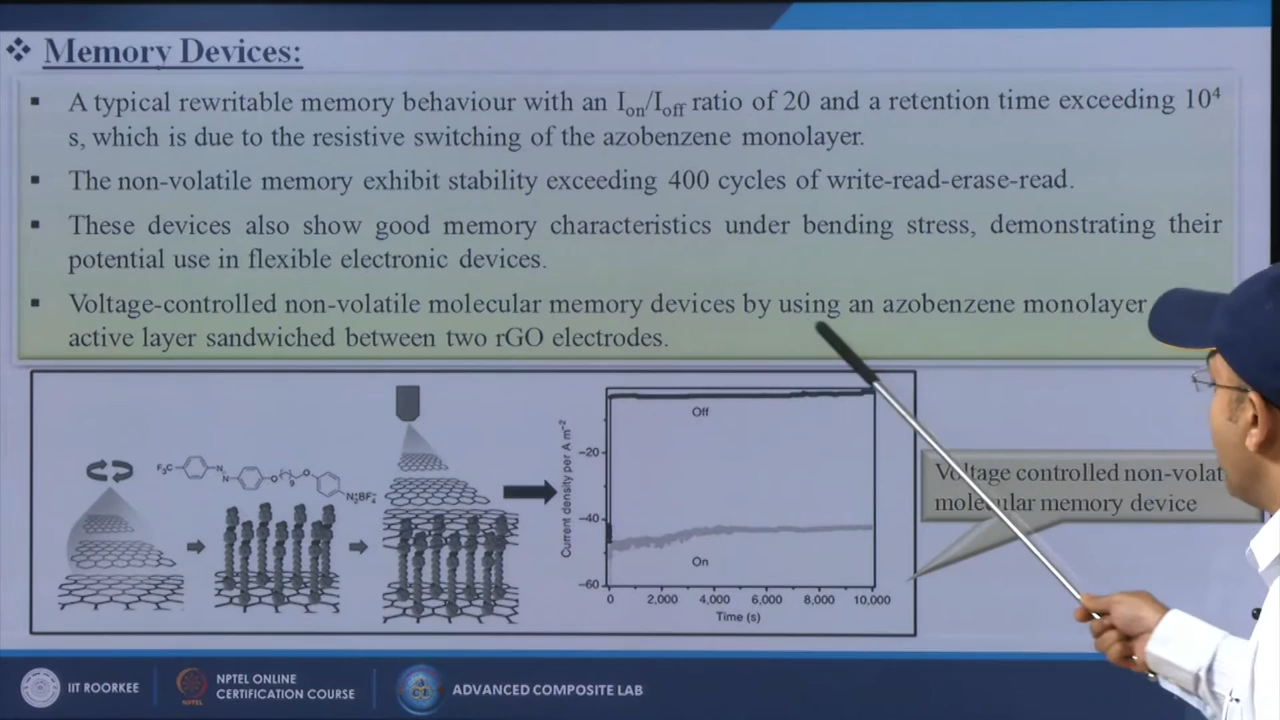 ❖ Memory Devices:
▪ A typical rewritable memory behaviour with an Ion/Ioff ratio of 20 and a retention time exceeding 10⁴
s, which is due to the resistive switching of the azobenzene monolayer.
▪ The non-volatile memory exhibit stability exceeding 400 cycles of write-read-erase-read.
▪ These devices also show good memory characteristics under bending stress, demonstrating their
potential use in flexible electronic devices.
▪ Voltage-controlled non-volatile molecular memory devices by using an azobenzene monolayer
active layer sandwiched between two rGO electrodes.
F₃C
N
N
O
9
O
N₂⁺BF₄⁻
Current density per A m⁻²
−20
−40
−60
Off
On
0 2,000 4,000 6,000 8,000 10,000
Time (s)
Voltage controlled non-volat
molecular memory device
IIT ROORKEE
NPTEL ONLINE
CERTIFICATION COURSE
NPTEL
ADVANCED COMPOSITE LAB